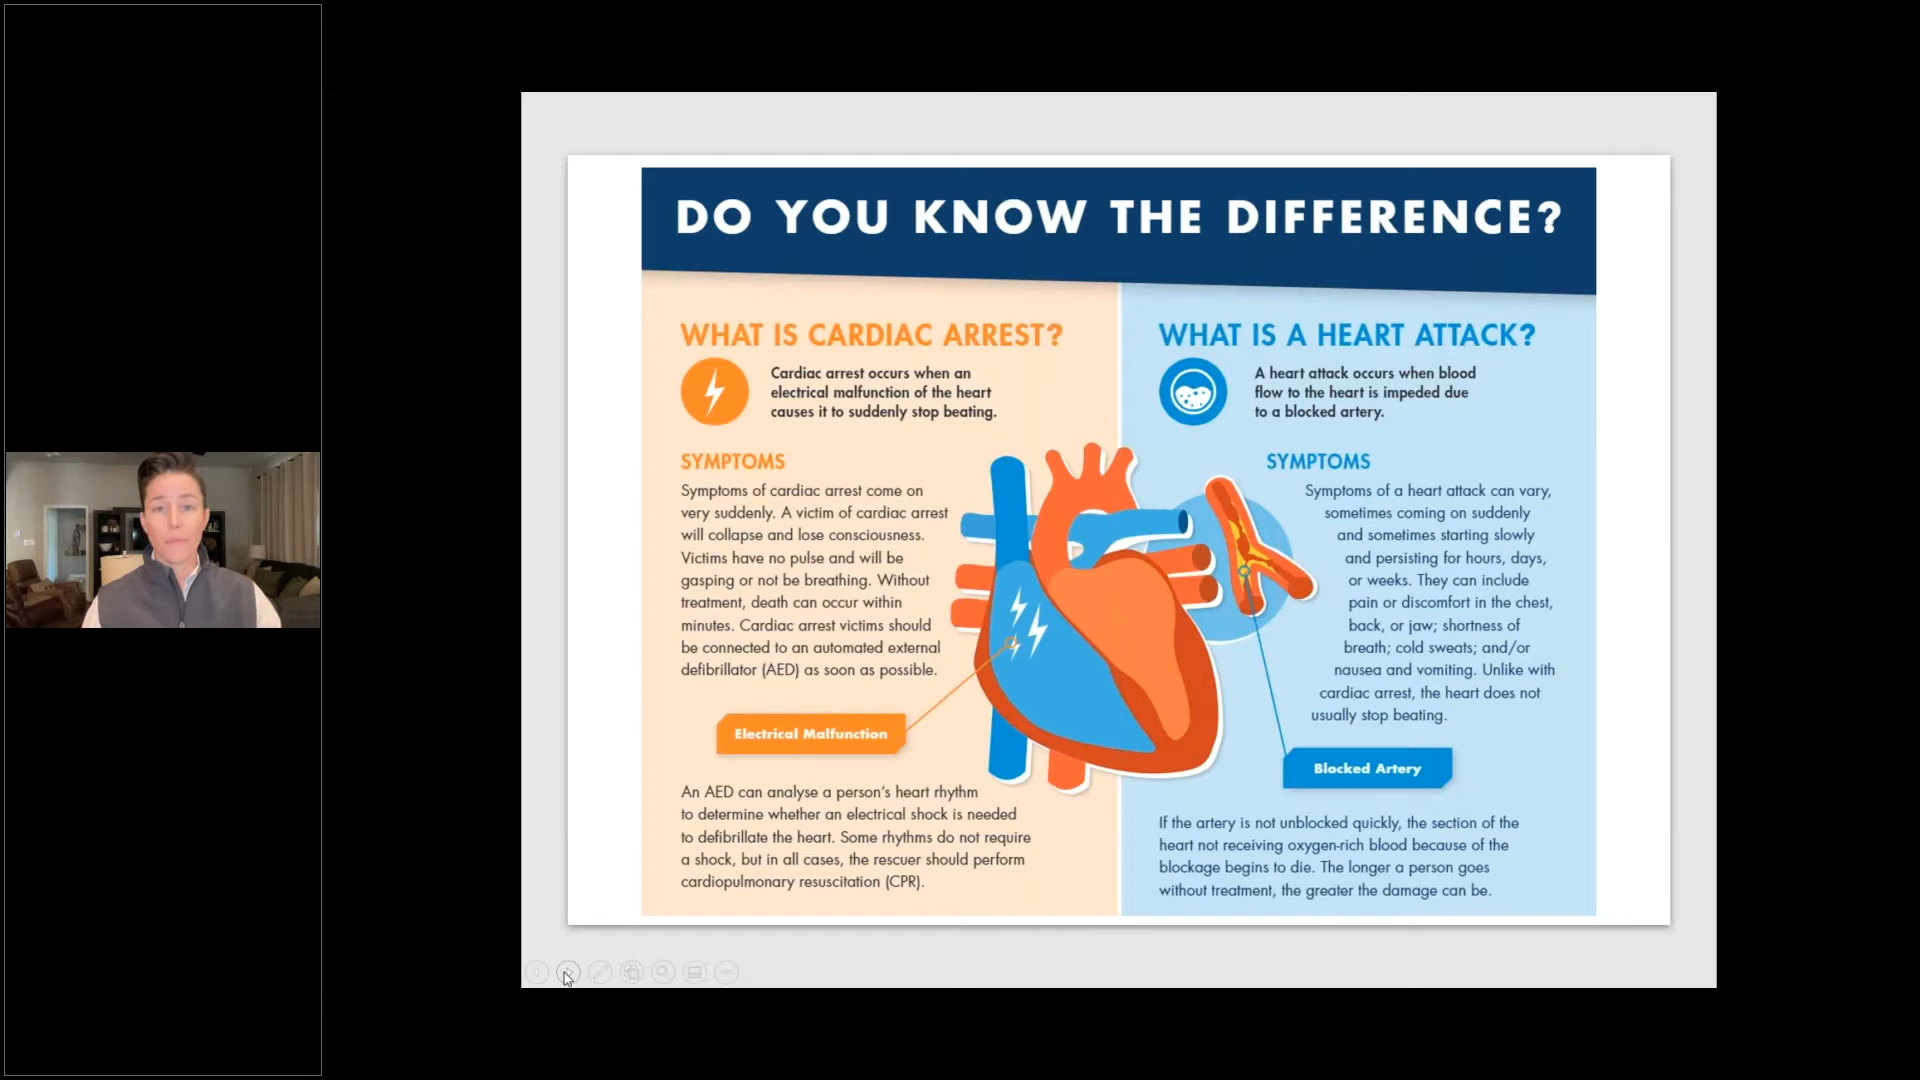 DO YOU KNOW THE DIFFERENCE?
WHAT IS CARDIAC ARREST?
Cardiac arrest occurs when an
electrical malfunction of the heart
causes it to suddenly stop beating.
SYMPTOMS
Symptoms of cardiac arrest come on
very suddenly. A victim of cardiac arrest
will collapse and lose consciousness.
Victims have no pulse and will be
gasping or not be breathing. Without
treatment, death can occur within
minutes. Cardiac arrest victims should
be connected to an automated external
defibrillator (AED) as soon as possible.
Electrical Malfunction
An AED can analyse a person's heart rhythm
to determine whether an electrical shock is needed
to defibrillate the heart. Some rhythms do not require
a shock, but in all cases, the rescuer should perform
cardiopulmonary resuscitation (CPR).
WHAT IS A HEART ATTACK?
A heart attack occurs when blood
flow to the heart is impeded due
to a blocked artery.
SYMPTOMS
Symptoms of a heart attack can vary,
sometimes coming on suddenly
and sometimes starting slowly
and persisting for hours, days,
or weeks. They can include
pain or discomfort in the chest,
back, or jaw; shortness of
breath; cold sweats; and/or
nausea and vomiting. Unlike with
cardiac arrest, the heart does not
usually stop beating.
Blocked Artery
If the artery is not unblocked quickly, the section of the
heart not receiving oxygen-rich blood because of the
blockage begins to die. The longer a person goes
without treatment, the greater the damage can be.